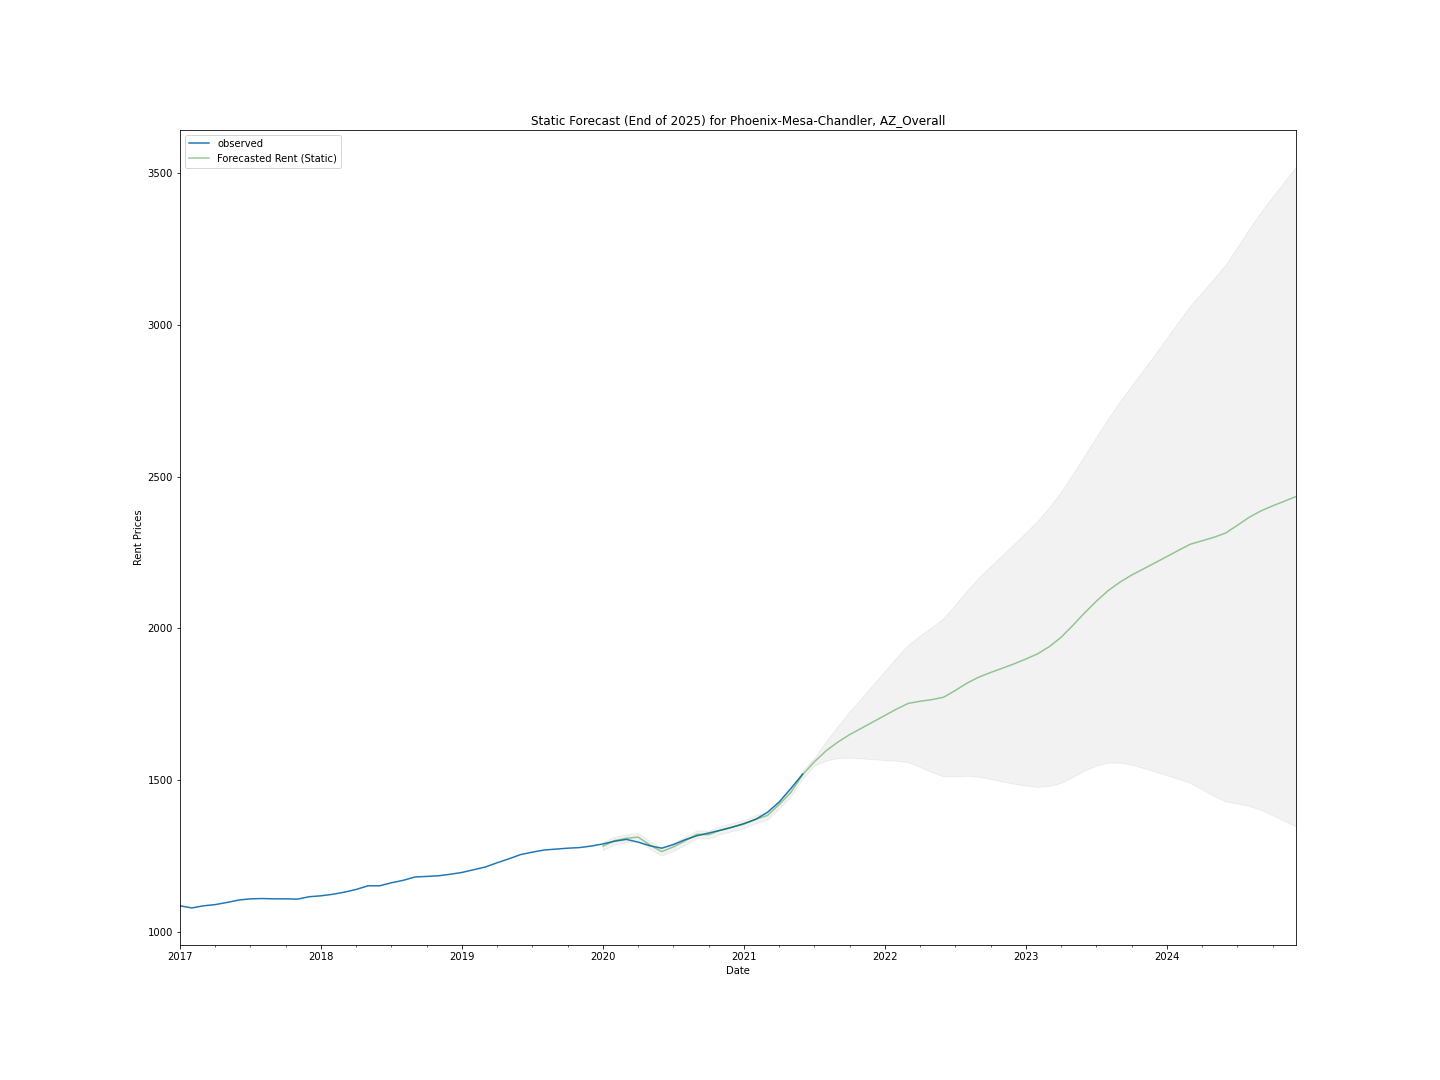 Static Forecast (End of 2025) for Phoenix-Mesa-Chandler, AZ_Overall
observed
Forecasted Rent (Static)
3500
3000
2500
2000
1500
1000
Rent Prices
2017 2018 2019 2020 2021 2022 2023 2024
Date